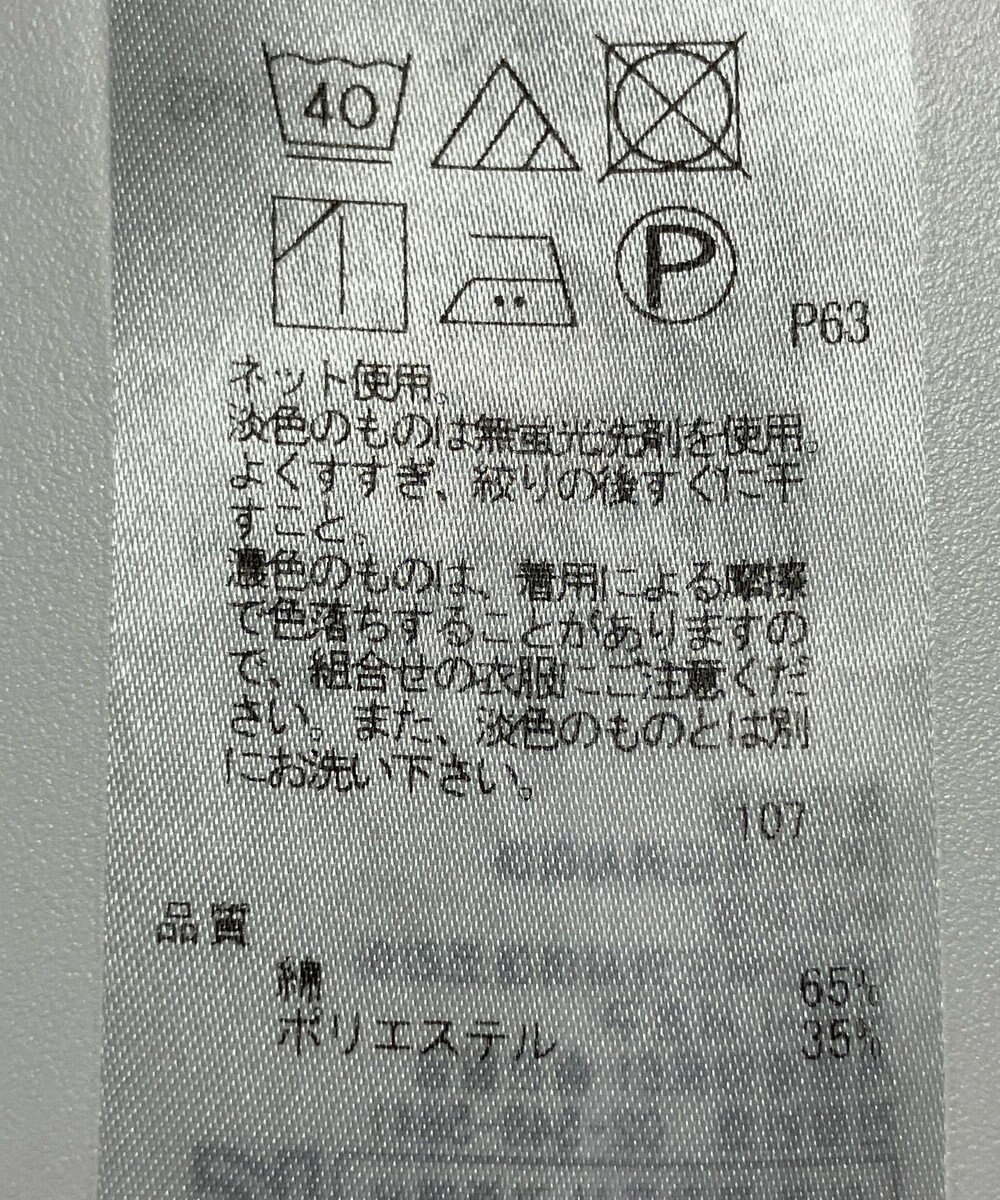 40
P
P63
ネット使用。
淡色のものは無蛍光洗剤を使用。
よくすすぎ、絞りの後すぐに干
すこと。
濃色のものは、着用による摩擦
で色落ちすることがありますの
で、組合せの衣服にご注意くだ
さい。また、淡色のものとは別
にお洗い下さい。
107
品質
綿 65%
ポリエステル 35%